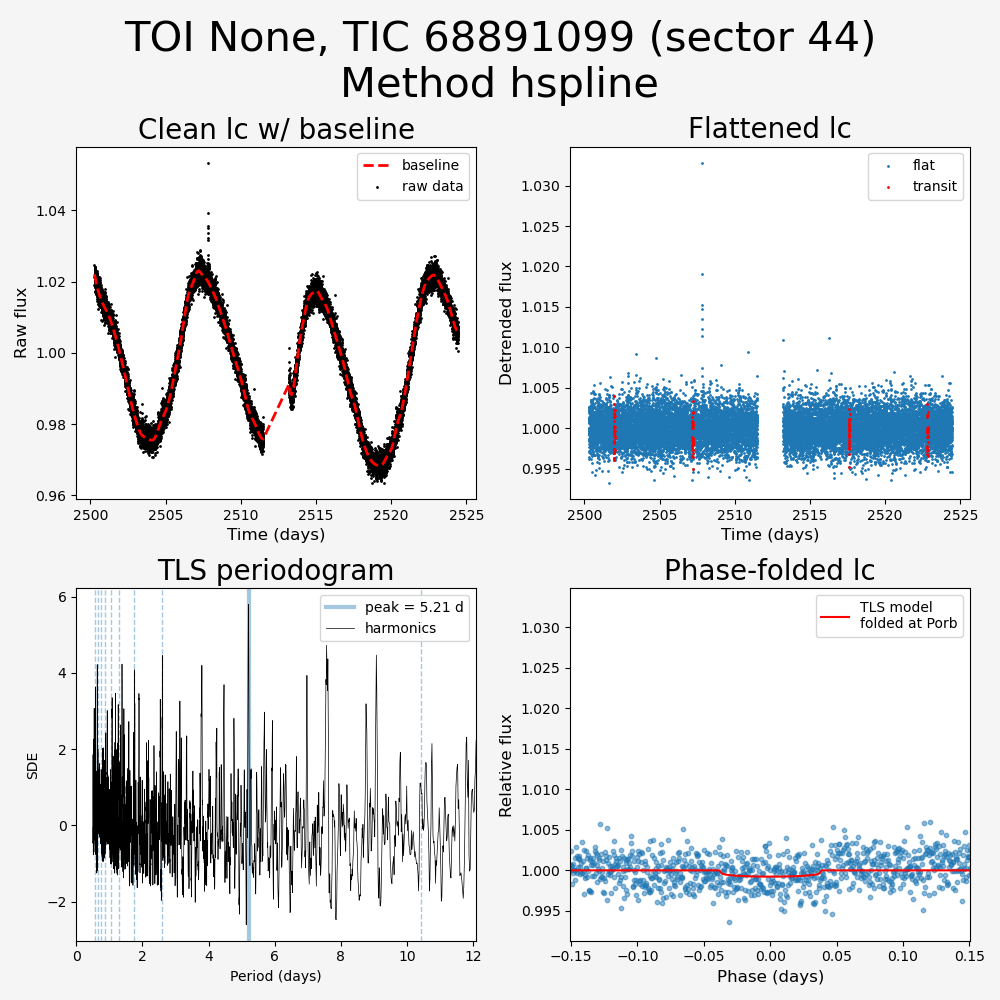 TOI None, TIC 68891099 (sector 44)
Method hspline
Clean lc w/ baseline
Raw flux
1.04
1.02
1.00
0.98
0.96
baseline
raw data
2500
2505
2510
2515
2520
2525
Time (days)
Flattened lc
Detrended flux
1.030
1.025
1.020
1.015
1.010
1.005
1.000
0.995
flat
transit
2500
2505
2510
2515
2520
2525
Time (days)
TLS periodogram
SDE
6
4
2
0
−2
peak = 5.21 d
harmonics
0
2
4
6
8
10
12
Period (days)
Phase-folded lc
Relative flux
1.030
1.025
1.020
1.015
1.010
1.005
1.000
0.995
TLS model
folded at Porb
−0.15
−0.10
−0.05
0.00
0.05
0.10
0.15
Phase (days)